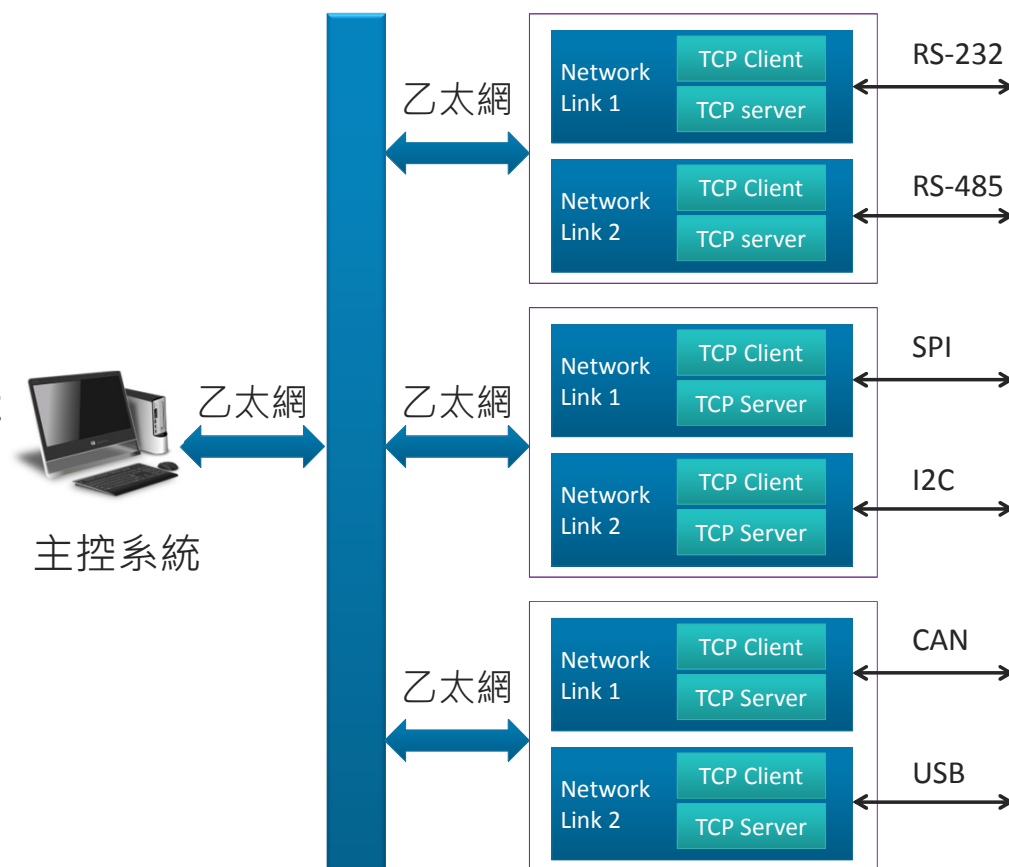 乙太網
Network
Link 1
TCP Client
TCP server
RS-232
Network
Link 2
TCP Client
TCP server
RS-485
主控系統
乙太網
乙太網
Network
Link 1
TCP Client
TCP Server
SPI
Network
Link 2
TCP Client
TCP Server
I2C
乙太網
Network
Link 1
TCP Client
TCP Server
CAN
Network
Link 2
TCP Client
TCP Server
USB